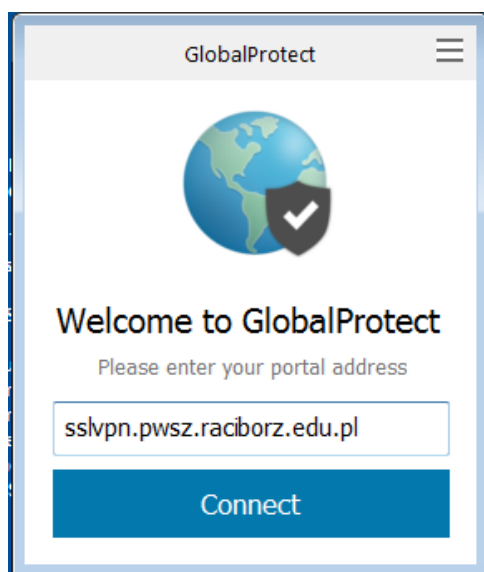 GlobalProtect
Welcome to GlobalProtect
Please enter your portal address
sslvpn.pwsz.raciborz.edu.pl
Connect